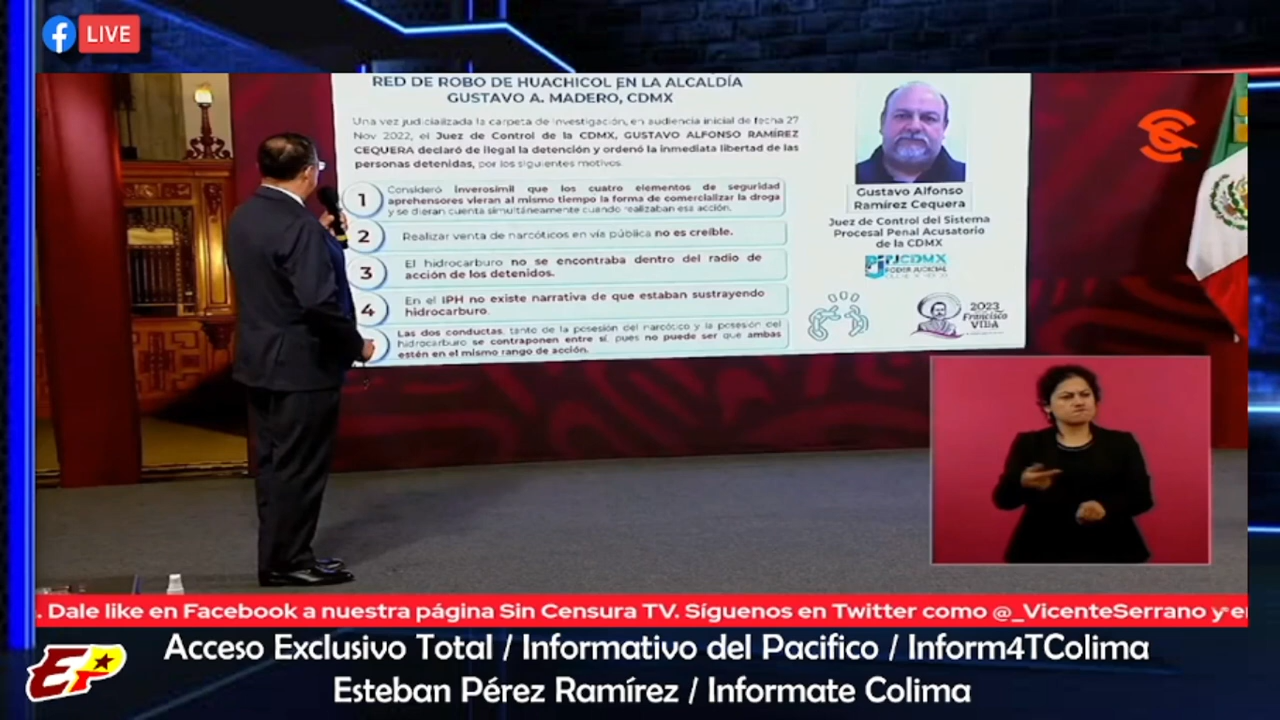 LIVE
RED DE ROBO DE HUACHICOL EN LA ALCALDÍA
GUSTAVO A. MADERO, CDMX
Una vez judicializada la carpeta de investigación, en audiencia inicial de fecha 27
Nov 2022, el Juez de Control de la CDMX, GUSTAVO ALFONSO RAMÍREZ
CEQUERA declaró de ilegal la detención y ordenó la inmediata libertad de las
personas detenidas, por los siguientes motivos:
1
Consideró inverosímil que los cuatro elementos de seguridad
aprehensores vieran al mismo tiempo la forma de comercializar la droga
y se dieran cuenta simultáneamente cuando realizaban esa acción.
2
Realizar venta de narcóticos en vía pública no es creíble.
3
El hidrocarburo no se encontraba dentro del radio de
acción de los detenidos.
4
En el IPH no existe narrativa de que estaban sustrayendo
hidrocarburo.
Las dos conductas, tanto de la posesión del narcótico y la posesión del
hidrocarburo se contraponen entre sí, pues no puede ser que ambas
estén en el mismo rango de acción.
Gustavo Alfonso
Ramírez Cequera
Juez de Control del Sistema
Procesal Penal Acusatorio
de la CDMX
PJCDMX
PODER JUDICIAL
2023
Francisco
VILLA
. Dale like en Facebook a nuestra página Sin Censura TV. Síguenos en Twitter como @_VicenteSerrano y e
EP
Acceso Exclusivo Total / Informativo del Pacifico / Inform4TColima
Esteban Pérez Ramírez / Informate Colima